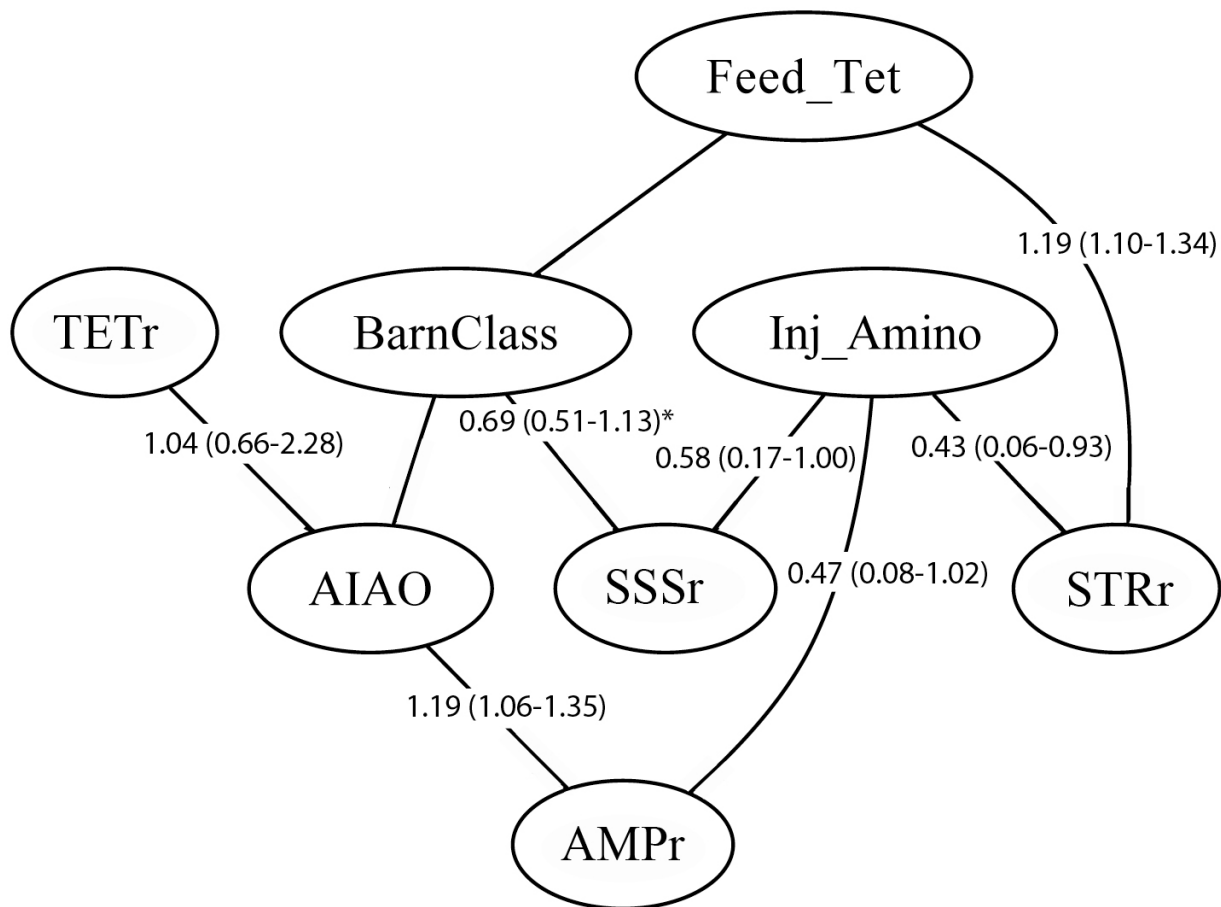 Feed_Tet
1.19 (1.10-1.34)
TETr
BarnClass
Inj_Amino
1.04 (0.66-2.28)
0.69 (0.51-1.13)*
0.58 (0.17-1.00)
0.43 (0.06-0.93)
AIAO
SSSr
0.47 (0.08-1.02)
STRr
1.19 (1.06-1.35)
AMPr